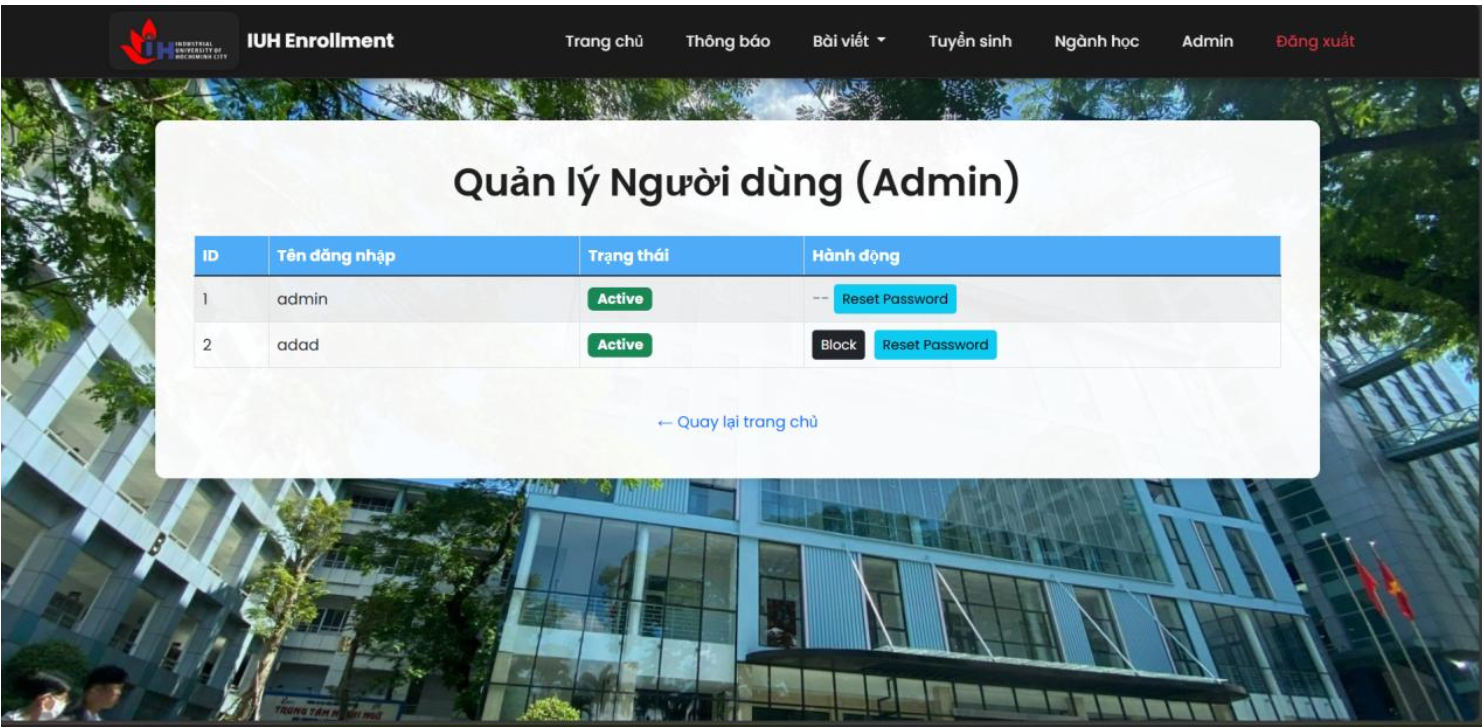 INDUSTRIAL
UNIVERSITY OF
HOCHIMINH CITY
IUH Enrollment Trang chủ Thông báo Bài viết Tuyển sinh Ngành học Admin Đăng xuất
Quản lý Người dùng (Admin)
ID Tên đăng nhập Trạng thái Hành động
1 admin Active -- Reset Password
2 adad Active Block Reset Password
← Quay lại trang chủ
TRUNG TÂM NGOẠI NGỮ